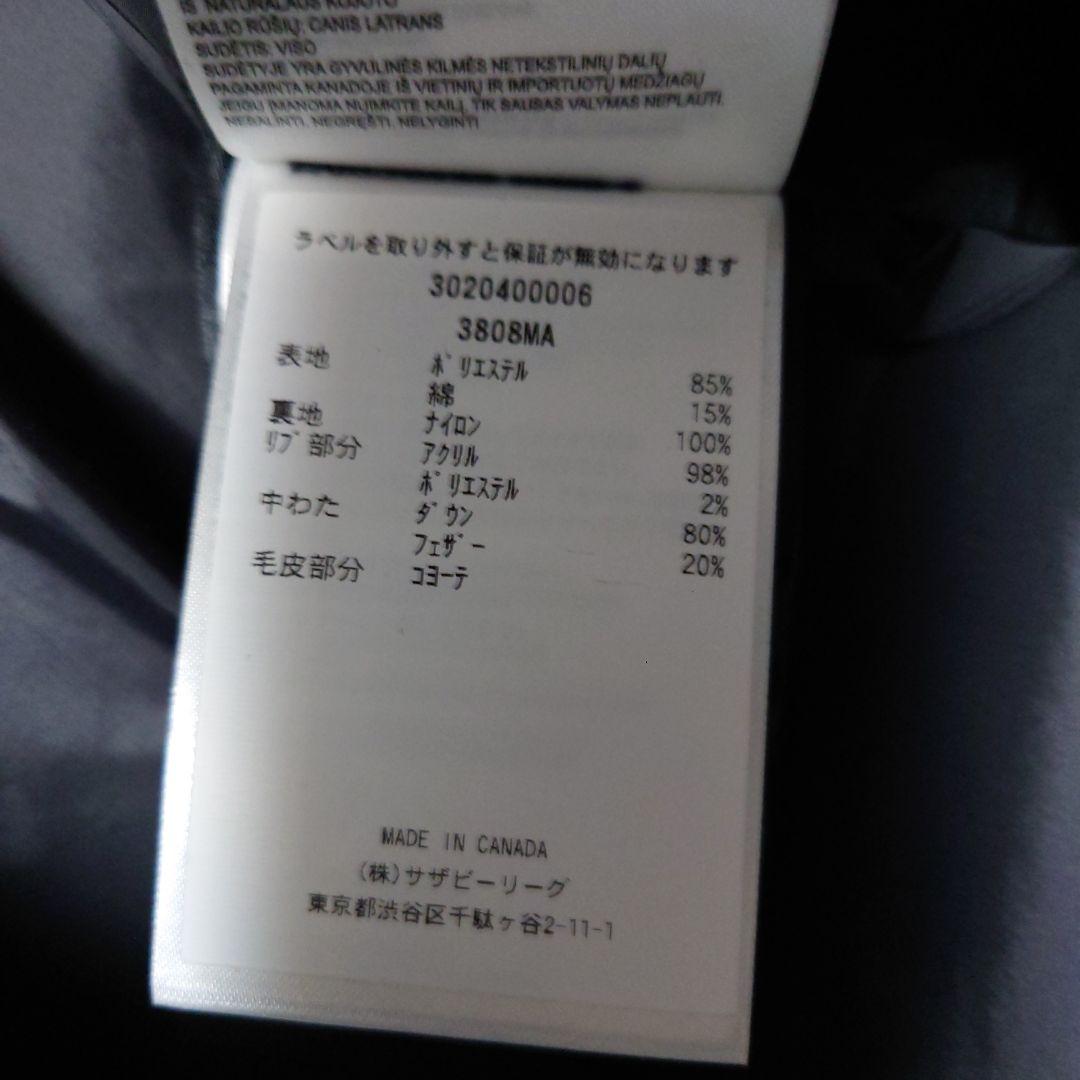 IŠ NATŪRALAUS KOJOTO
KAILIO RŪŠIŲ: CANIS LATRANS
SUDĖTIS: VISO
SUDĖTYJE YRA GYVULINĖS KILMĖS NETEKSTILINIŲ DALIŲ
PAGAMINTA KANADOJE IŠ VIETINIŲ IR IMPORTUOTŲ MEDŽIAGŲ
JEIGU ĮMANOMA NUIMKITE KAILĮ. TIK SAUSAS VALYMAS NEPLAUTI.
NEBALINTI. NEGRĘŠTI. NELYGINTI
ラベルを取り外すと保証が無効になります
3020400006
3808MA
表地 ポリエステル 85%
綿 15%
裏地 ナイロン 100%
リブ部分 アクリル 98%
ポリエステル 2%
中わた ダウン 80%
フェザー 20%
毛皮部分 コヨーテ
MADE IN CANADA
(株)サザビーリーグ
東京都渋谷区千駄ヶ谷2-11-1